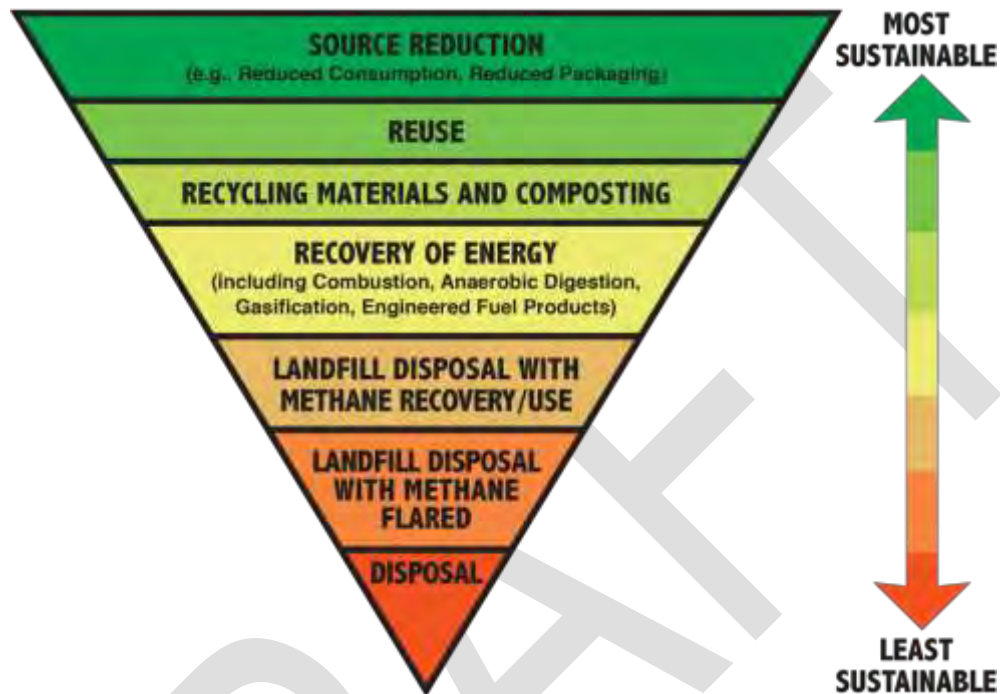 SOURCE REDUCTION
(e.g., Reduced Consumption, Reduced Packaging)
REUSE
RECYCLING MATERIALS AND COMPOSTING
RECOVERY OF ENERGY
(including Combustion, Anaerobic Digestion,
Gasification, Engineered Fuel Products)
LANDFILL DISPOSAL WITH
METHANE RECOVERY/USE
LANDFILL DISPOSAL
WITH METHANE
FLARED
DISPOSAL
MOST
SUSTAINABLE
LEAST
SUSTAINABLE